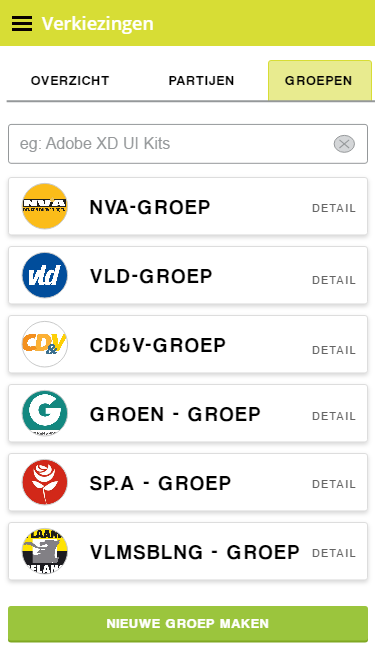 Verkiezingen
OVERZICHT PARTIJEN GROEPEN
eg: Adobe XD UI Kits
NVA NVA-GROEP DETAIL
vld VLD-GROEP DETAIL
CD&V CD&V-GROEP DETAIL
G GROEN - GROEP DETAIL
SP.A - GROEP DETAIL
VLMSBLNG - GROEP DETAIL
NIEUWE GROEP MAKEN